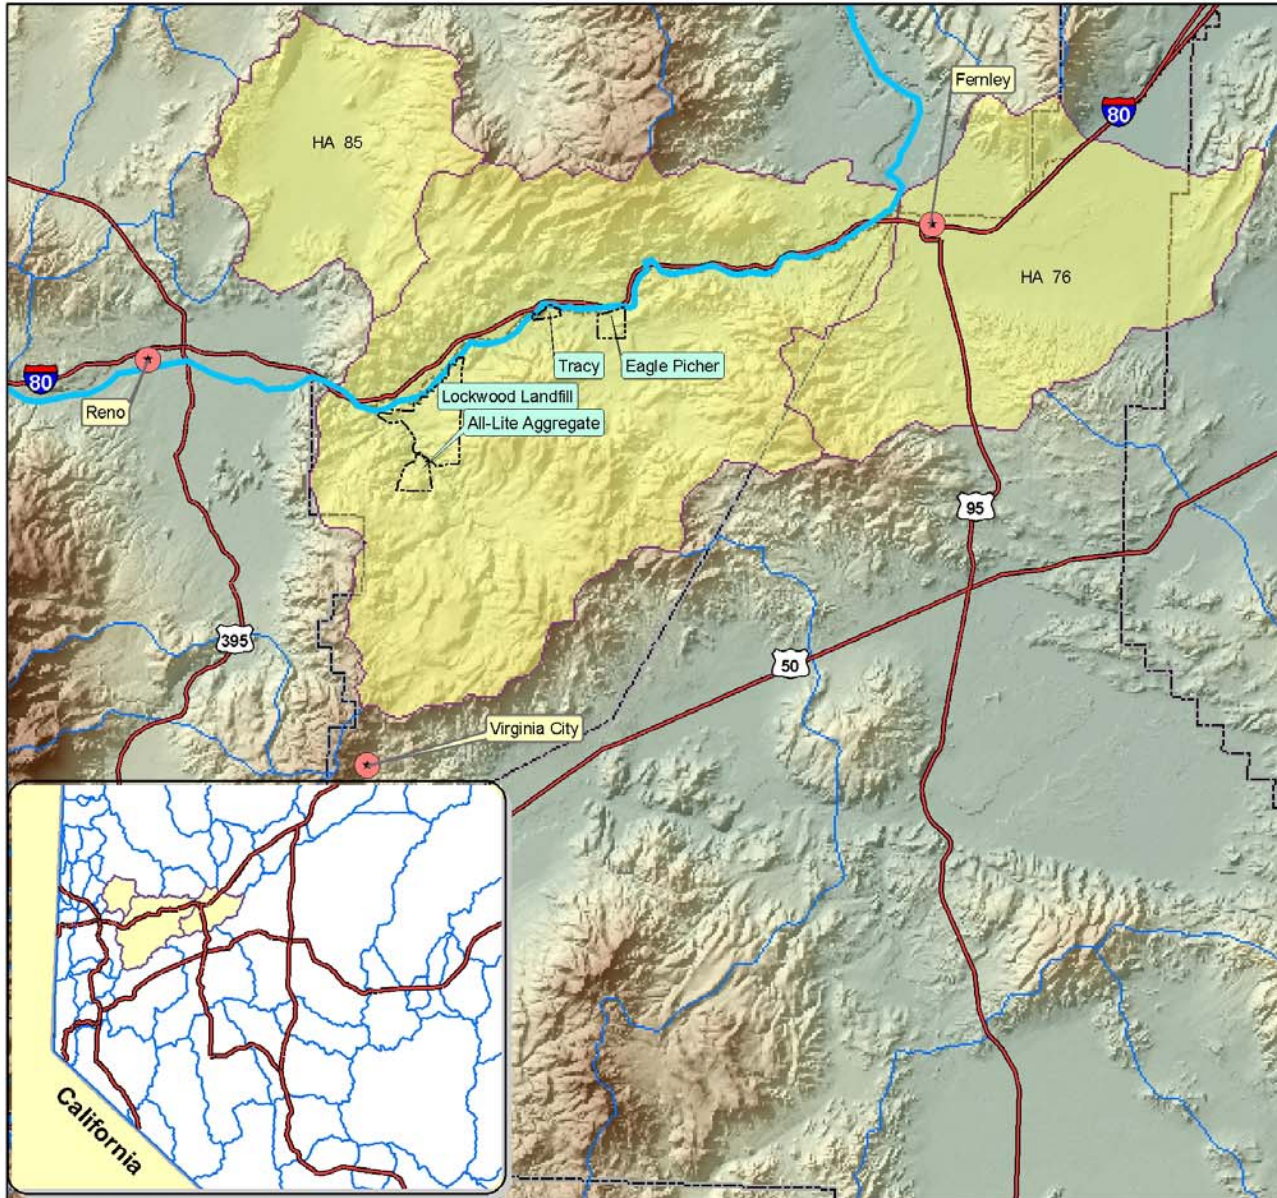 Fernley
80
HA 85
HA 76
Tracy
Eagle Picher
80
Lockwood Landfill
Reno
All-Lite Aggregate
95
395
50
Virginia City
California